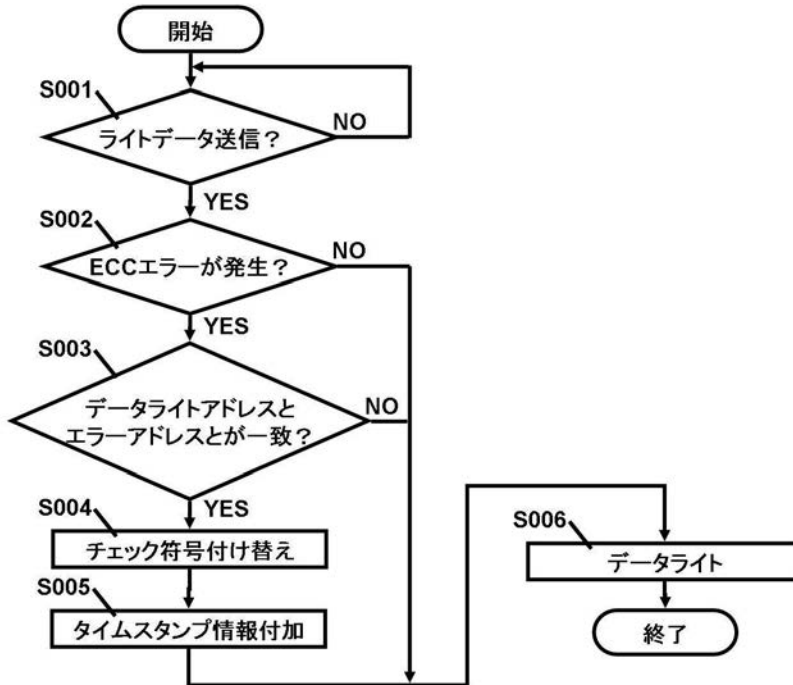 開始
S001
ライトデータ送信？
NO
YES
S002
ECCエラーが発生？
NO
YES
S003
データライトアドレスと
エラーアドレスとが一致？
NO
YES
S004
チェック符号付け替え
S005
タイムスタンプ情報付加
S006
データライト
終了